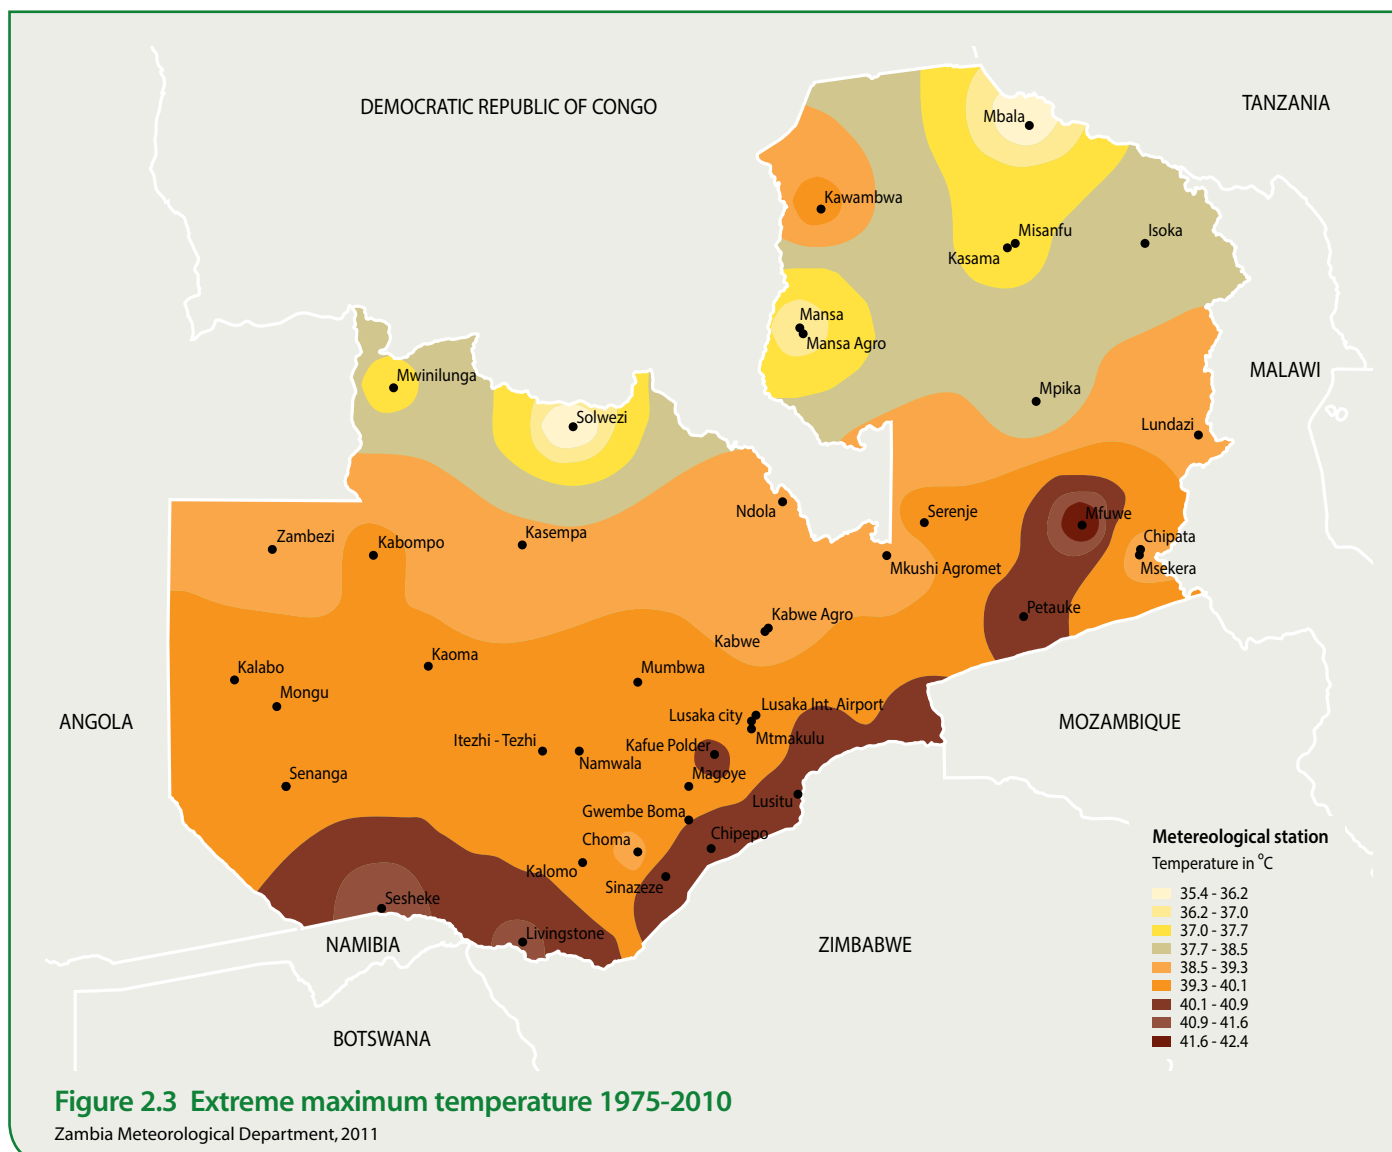 DEMOCRATIC REPUBLIC OF CONGO
TANZANIA
Mbala
Kawambwa
Misanfu
Isoka
Kasama
Mansa
Mansa Agro
MALAWI
Mwinilunga
Mpika
Solwezi
Lundazi
Ndola
Serenje
Mfuwe
Zambezi
Kabompo
Kasempa
Chipata
Mkushi Agromet
Msekera
Petauke
Kabwe Agro
Kabwe
Kaoma
Kalabo
Mumbwa
Mongu
ANGOLA
Lusaka Int. Airport
Lusaka city
MOZAMBIQUE
Itezhi - Tezhi
Kafue Polder
Mtmakulu
Namwala
Senanga
Magoye
Lusitu
Gwembe Boma
Choma
Chipepo
Kalomo
Sinazeze
Sesheke
Livingstone
NAMIBIA
ZIMBABWE
BOTSWANA
Metereological station
Temperature in °C
35.4 - 36.2
36.2 - 37.0
37.0 - 37.7
37.7 - 38.5
38.5 - 39.3
39.3 - 40.1
40.1 - 40.9
40.9 - 41.6
41.6 - 42.4
Figure 2.3 Extreme maximum temperature 1975-2010
Zambia Meteorological Department, 2011